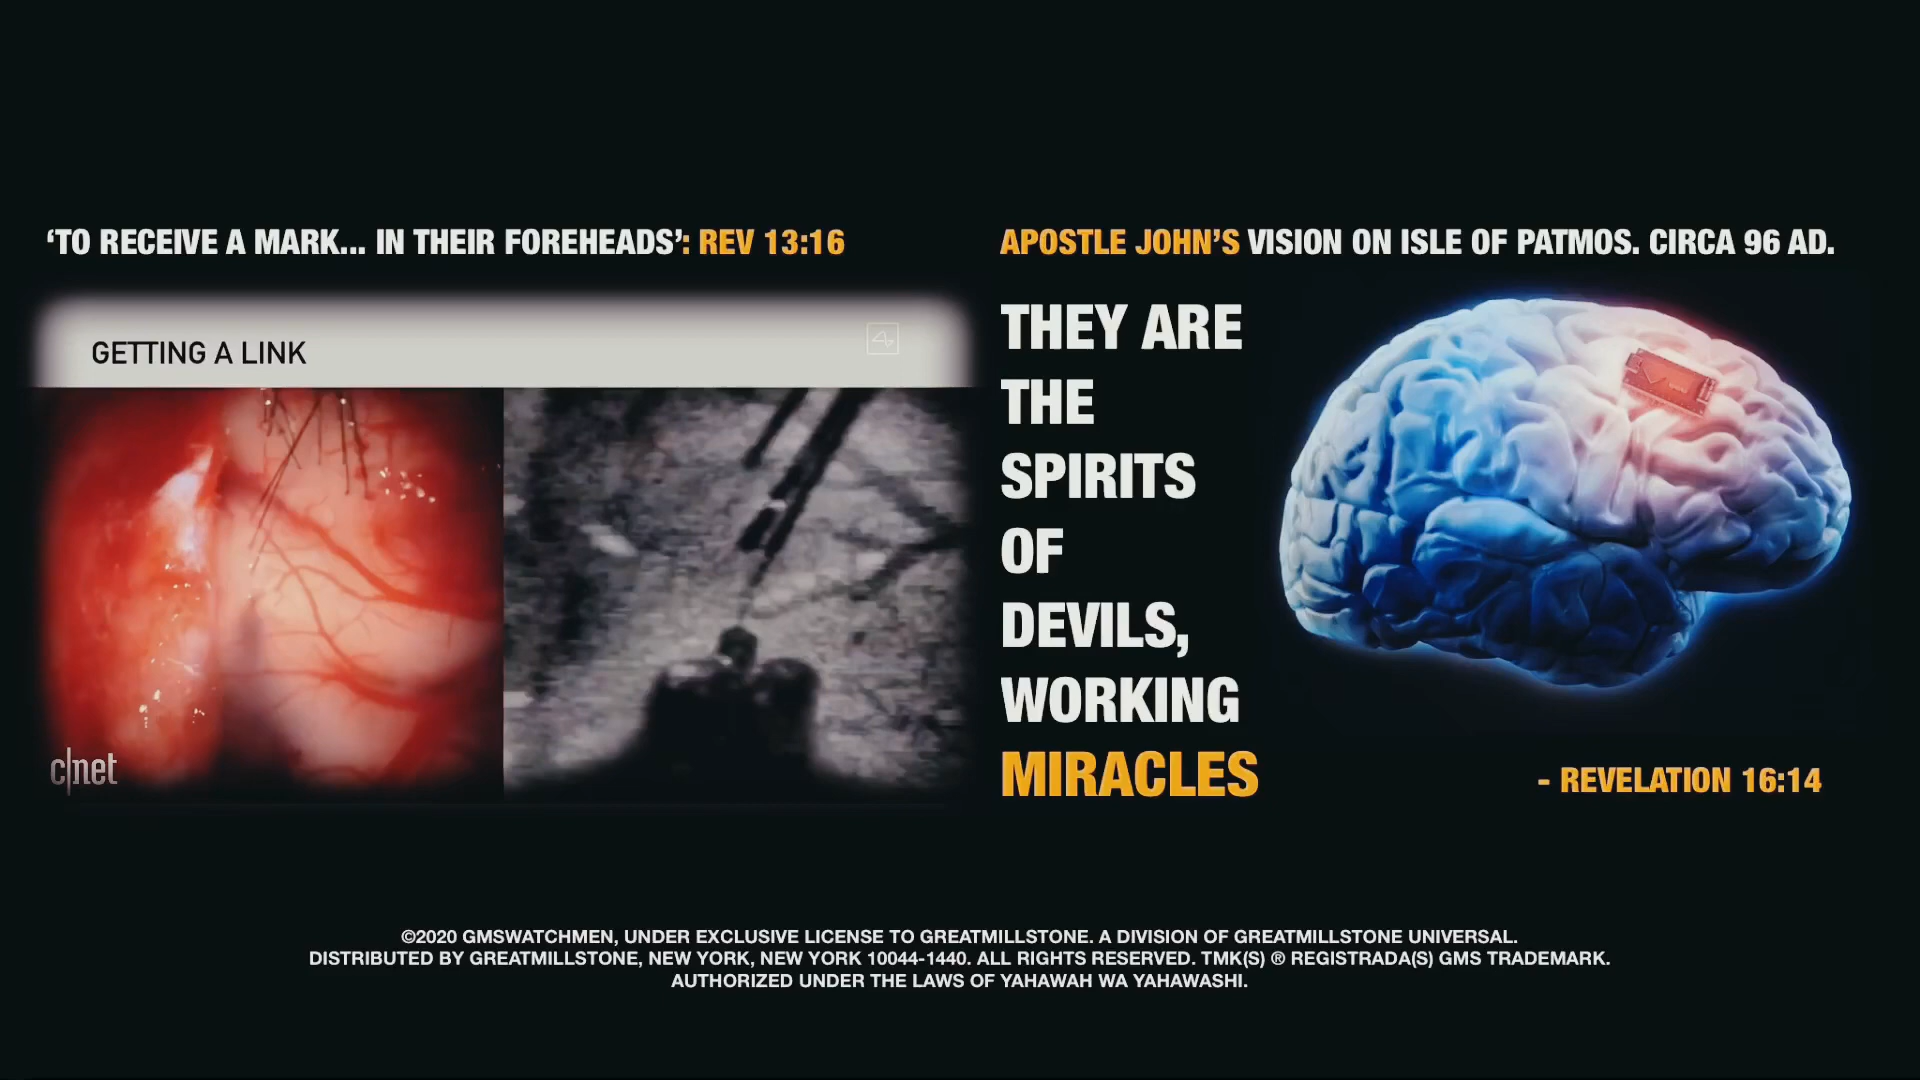 ‘TO RECEIVE A MARK... IN THEIR FOREHEADS’: REV 13:16
GETTING A LINK
c|net
APOSTLE JOHN’S VISION ON ISLE OF PATMOS. CIRCA 96 AD.
THEY ARE
THE
SPIRITS
OF
DEVILS,
WORKING
MIRACLES
- REVELATION 16:14
©2020 GMSWATCHMEN, UNDER EXCLUSIVE LICENSE TO GREATMILLSTONE. A DIVISION OF GREATMILLSTONE UNIVERSAL.
DISTRIBUTED BY GREATMILLSTONE, NEW YORK, NEW YORK 10044-1440. ALL RIGHTS RESERVED. TMK(S) ® REGISTRADA(S) GMS TRADEMARK.
AUTHORIZED UNDER THE LAWS OF YAHAWAH WA YAHAWASHI.